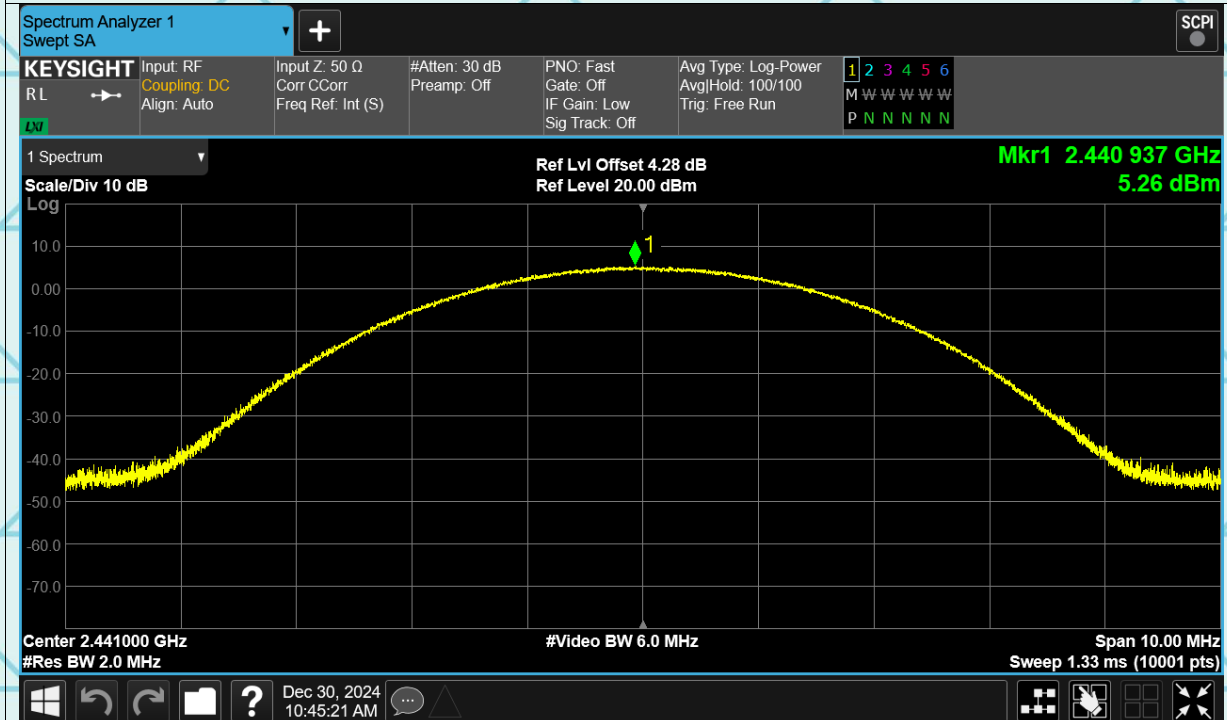 Spectrum Analyzer 1
Swept SA
+
SCPI
KEYSIGHT
R L
LXI
Input: RF
Coupling: DC
Align: Auto
Input Z: 50 Ω
Corr CCorr
Freq Ref: Int (S)
#Atten: 30 dB
Preamp: Off
PNO: Fast
Gate: Off
IF Gain: Low
Sig Track: Off
Avg Type: Log-Power
Avg|Hold: 100/100
Trig: Free Run
1 2 3 4 5 6
M W W W W W
P N N N N N
1 Spectrum
Scale/Div 10 dB
Log
Ref Lvl Offset 4.28 dB
Ref Level 20.00 dBm
Mkr1 2.440 937 GHz
5.26 dBm
1
10.0
0.00
-10.0
-20.0
-30.0
-40.0
-50.0
-60.0
-70.0
Center 2.441000 GHz
#Res BW 2.0 MHz
#Video BW 6.0 MHz
Span 10.00 MHz
Sweep 1.33 ms (10001 pts)
?
Dec 30, 2024
10:45:21 AM